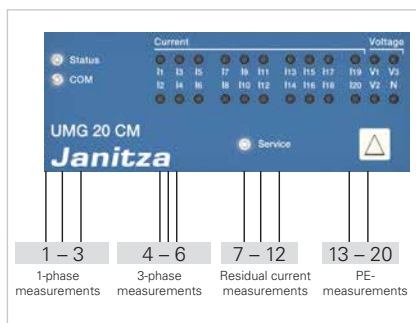 Current Voltage
Status
COM
I1 I3 I5 I7 I9 I11 I13 I15 I17 I19 V1 V3
I2 I4 I6 I8 I10 I12 I14 I16 I18 I20 V2 N
UMG 20 CM
Janitza
Service
1 – 3 4 – 6 7 – 12 13 – 20
1-phase 3-phase Residual current PE-
measurements measurements measurements measurements